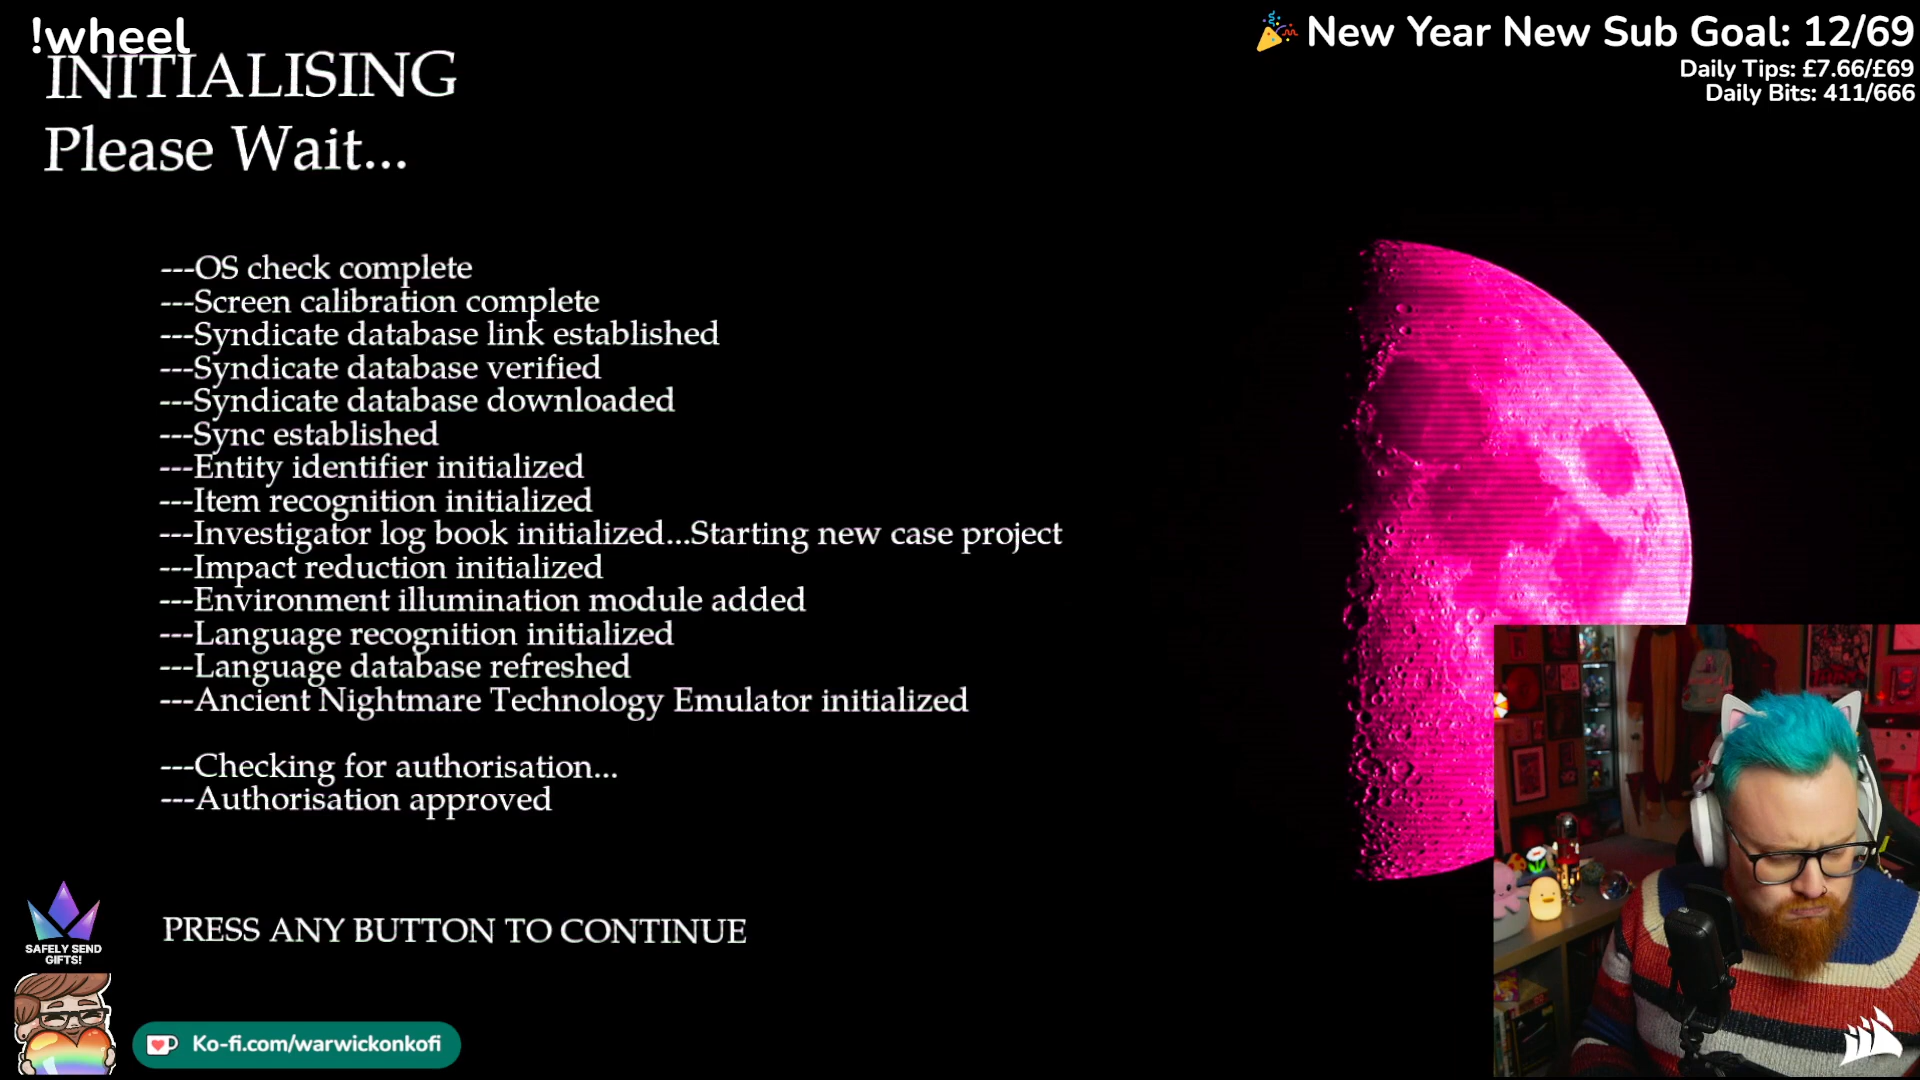 !wheel
INITIALISING
Please Wait...
🎉 New Year New Sub Goal: 12/69
Daily Tips: £7.66/£69
Daily Bits: 411/666
---OS check complete
---Screen calibration complete
---Syndicate database link established
---Syndicate database verified
---Syndicate database downloaded
---Sync established
---Entity identifier initialized
---Item recognition initialized
---Investigator log book initialized...Starting new case project
---Impact reduction initialized
---Environment illumination module added
---Language recognition initialized
---Language database refreshed
---Ancient Nightmare Technology Emulator initialized
---Checking for authorisation...
---Authorisation approved
PRESS ANY BUTTON TO CONTINUE
SAFELY SEND
GIFTS!
Ko-fi.com/warwickonkofi